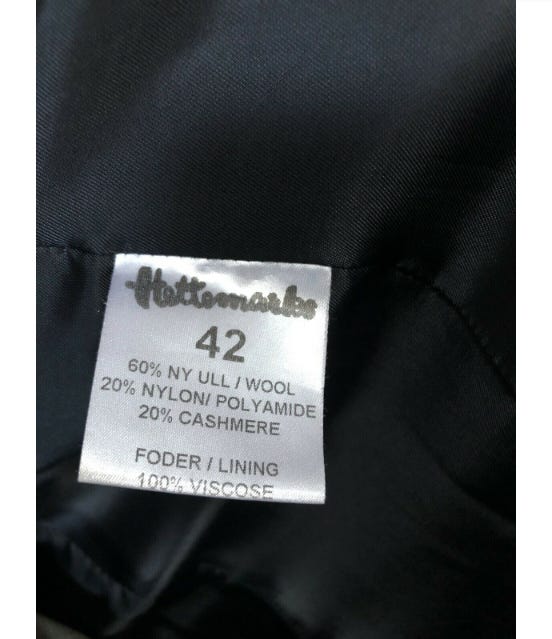 Hettemarks
42
60% NY ULL / WOOL
20% NYLON/ POLYAMIDE
20% CASHMERE
FODER / LINING
100% VISCOSE